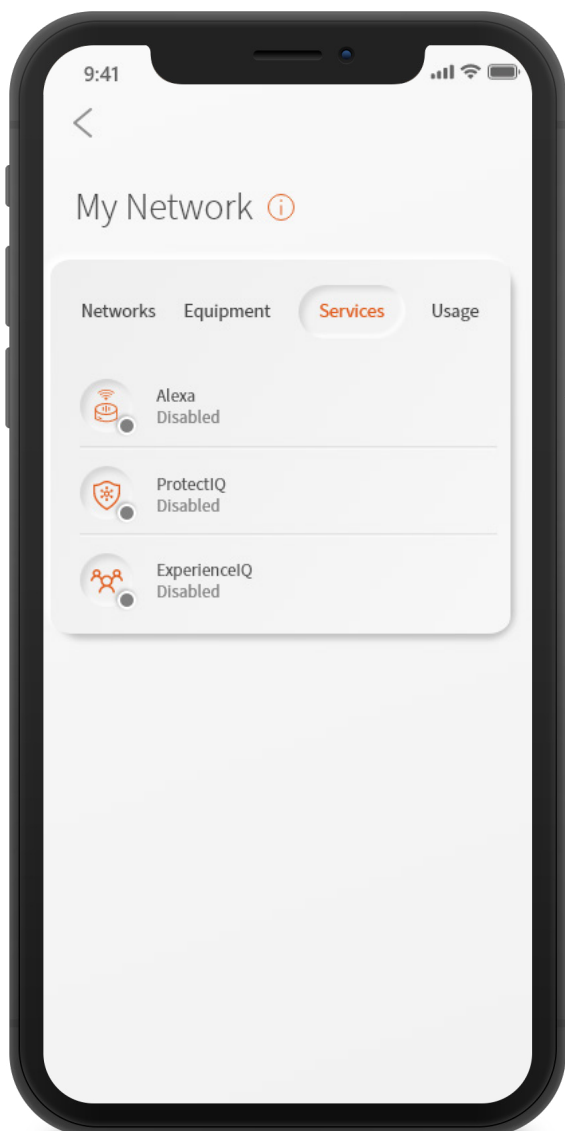 9:41
My Network
Networks Equipment Services Usage
Alexa
Disabled
ProtectIQ
Disabled
ExperienceIQ
Disabled